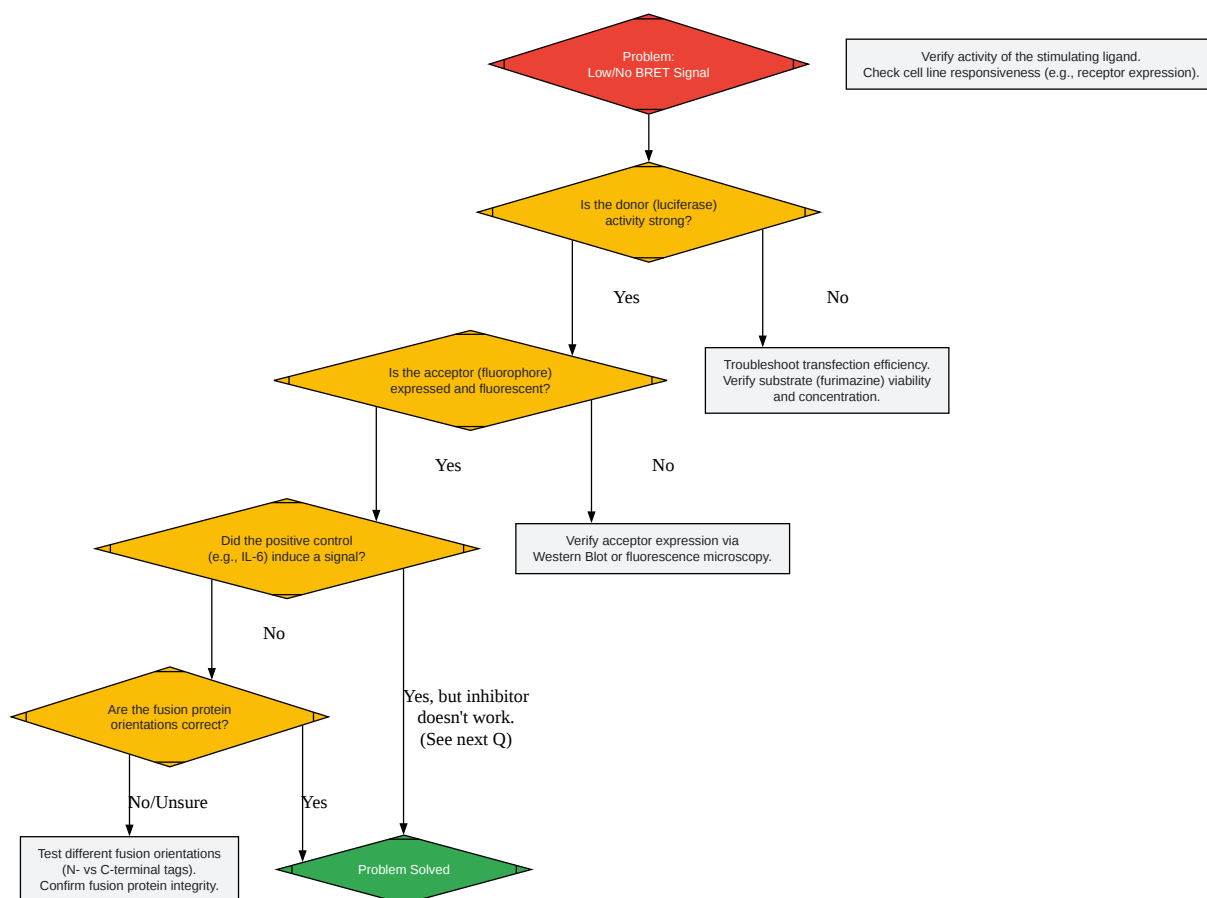 Problem:
Low/No BRET Signal
Verify activity of the stimulating ligand.
Check cell line responsiveness (e.g., receptor expression).
Is the donor (luciferase)
activity strong?
Yes
No
Is the acceptor (fluorophore)
expressed and fluorescent?
Troubleshoot transfection efficiency.
Verify substrate (furimazine) viability
and concentration.
Yes
No
Did the positive control
(e.g., IL-6) induce a signal?
Verify acceptor expression via
Western Blot or fluorescence microscopy.
No
Yes, but inhibitor
doesn't work.
(See next Q)
Are the fusion protein
orientations correct?
No/Unsure
Yes
Test different fusion orientations
(N- vs C-terminal tags).
Confirm fusion protein integrity.
Problem Solved